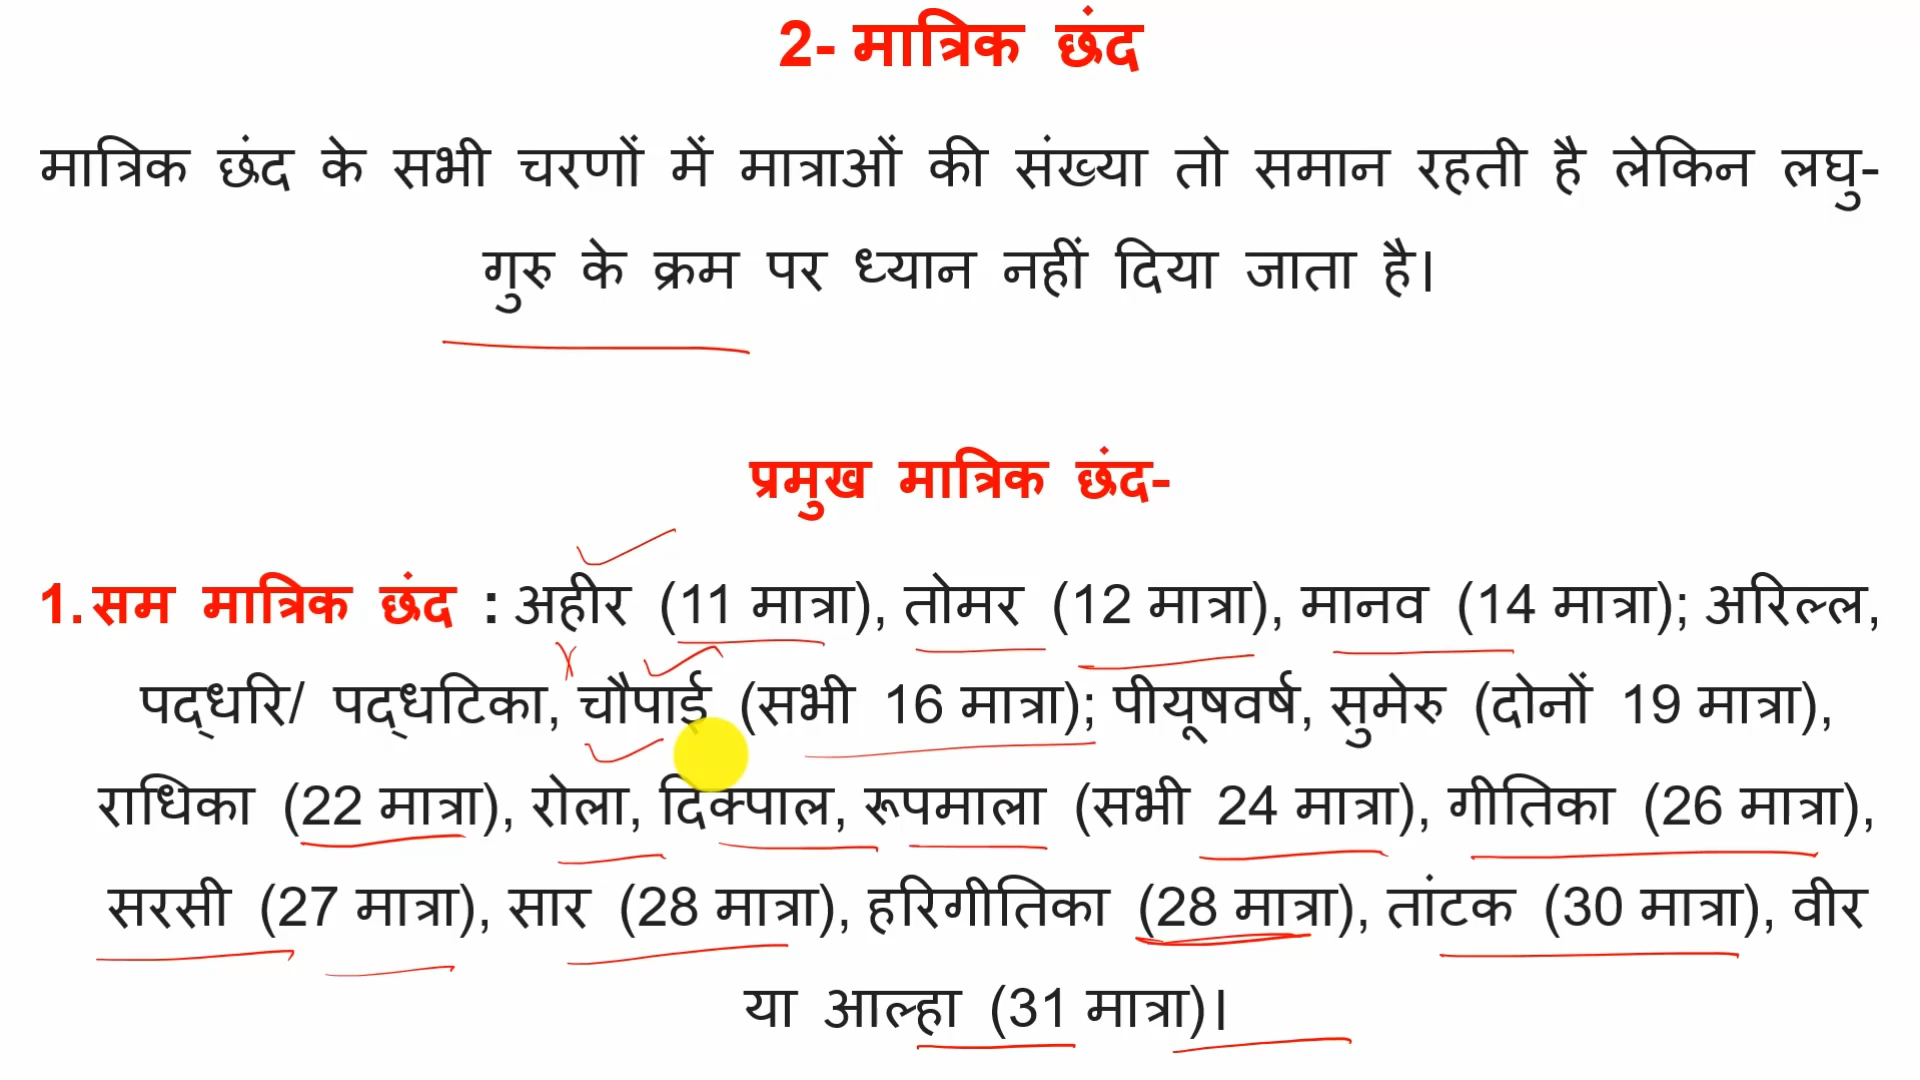 2- मात्रिक छंद
मात्रिक छंद के सभी चरणों में मात्राओं की संख्या तो समान रहती है लेकिन लघु-
गुरु के क्रम पर ध्यान नहीं दिया जाता है।
प्रमुख मात्रिक छंद-
1. सम मात्रिक छंद : अहीर (11 मात्रा), तोमर (12 मात्रा), मानव (14 मात्रा); अरिल्ल,
पद्धरि/ पद्धटिका, चौपाई (सभी 16 मात्रा); पीयूषवर्ष, सुमेरु (दोनों 19 मात्रा),
राधिका (22 मात्रा), रोला, दिक्पाल, रूपमाला (सभी 24 मात्रा), गीतिका (26 मात्रा),
सरसी (27 मात्रा), सार (28 मात्रा), हरिगीतिका (28 मात्रा), तांटक (30 मात्रा), वीर
या आल्हा (31 मात्रा)।